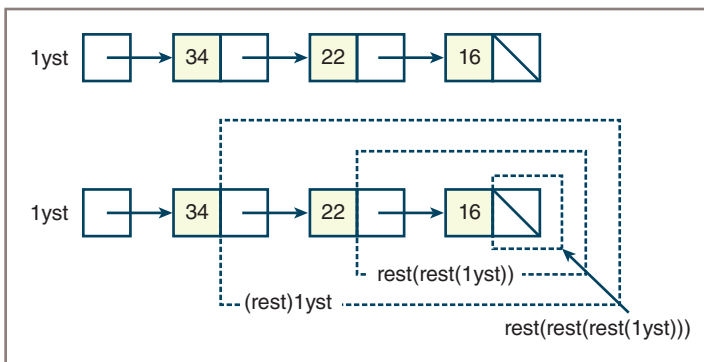 1yst 34 22 16
1yst 34 22 16
rest(rest(1yst))
(rest)1yst
rest(rest(rest(1yst)))